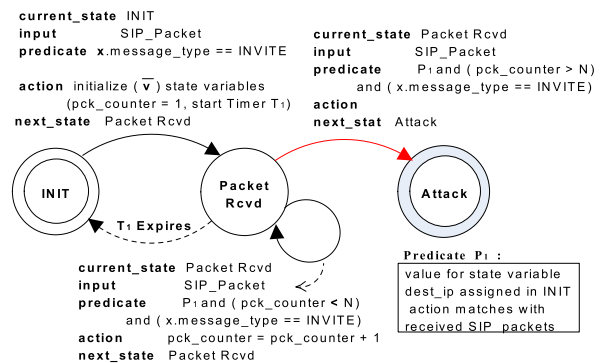 current_state INIT
input SIP_Packet
predicate x.message_type == INVITE
action initialize ( v ) state variables
(pck_counter = 1, start Timer T1)
next_state Packet Rcvd
current_state Packet Rcvd
input SIP_Packet
predicate P1 and ( pck_counter > N)
and ( x.message_type == INVITE)
action
next_stat Attack
INIT
Packet
Rcvd
Attack
T1 Expires
current_state Packet Rcvd
input SIP_Packet
predicate P1 and ( pck_counter < N)
and ( x.message_type == INVITE)
action pck_counter = pck_counter + 1
next_state Packet Rcvd
Predicate P1 :
value for state variable
dest_ip assigned in INIT
action matches with
received SIP_packets